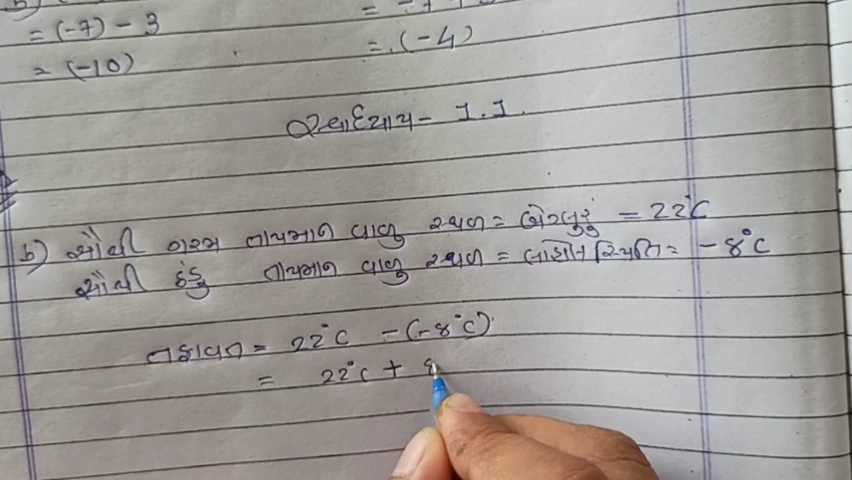 = (-7) - 3
= (-10)
= . (-4)
સ્વાધ્યાય - 1.1.
b) સૌથી ગરમ તાપમાન વાળુ સ્થળ = બેંગલુરું = 22°C
સૌથી ઠંડુ તાપમાન વાળુ સ્થળ = લાહૌલસ્પિતિ = -8°C
તફાવત = 22°C - (-8°C)
= 22°C + 8